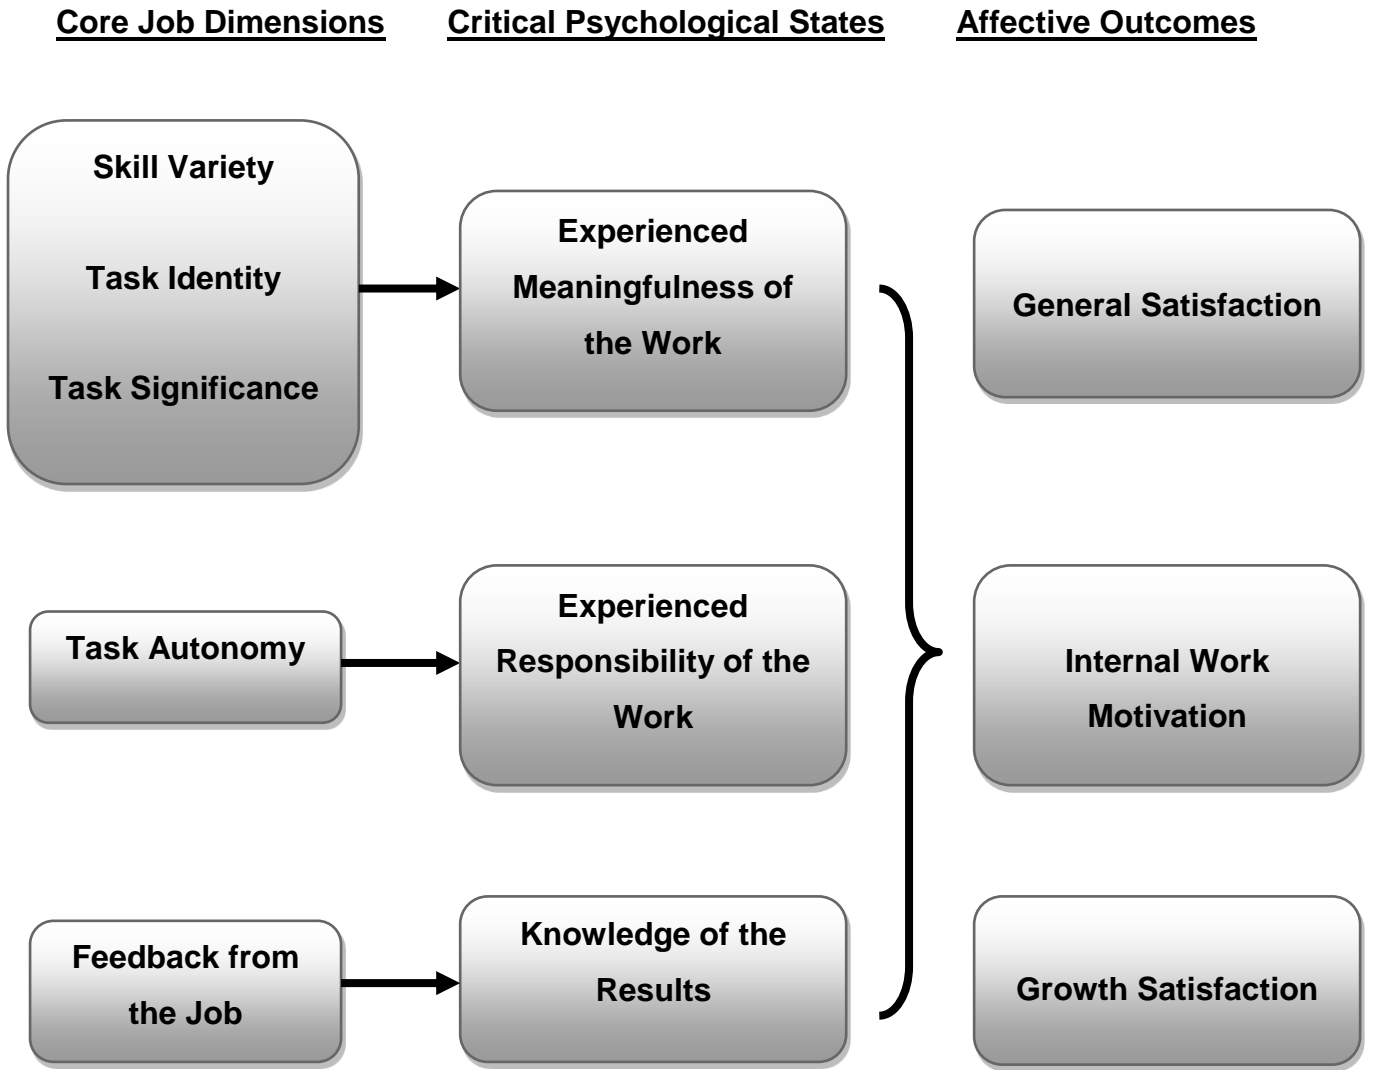 Core Job Dimensions
Critical Psychological States
Affective Outcomes
Skill Variety
Task Identity
Task Significance
Experienced
Meaningfulness of
the Work
General Satisfaction
Task Autonomy
Experienced
Responsibility of the
Work
Internal Work
Motivation
Feedback from
the Job
Knowledge of the
Results
Growth Satisfaction